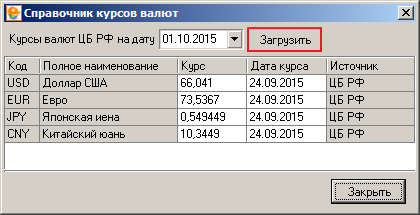 Справочник курсов валют
Курсы валют ЦБ РФ на дату 01.10.2015 Загрузить
Код Полное наименование Курс Дата курса Источник
USD Доллар США 66,041 24.09.2015 ЦБ РФ
EUR Евро 73,5367 24.09.2015 ЦБ РФ
JPY Японская иена 0,549449 24.09.2015 ЦБ РФ
CNY Китайский юань 10,3449 24.09.2015 ЦБ РФ
Закрыть